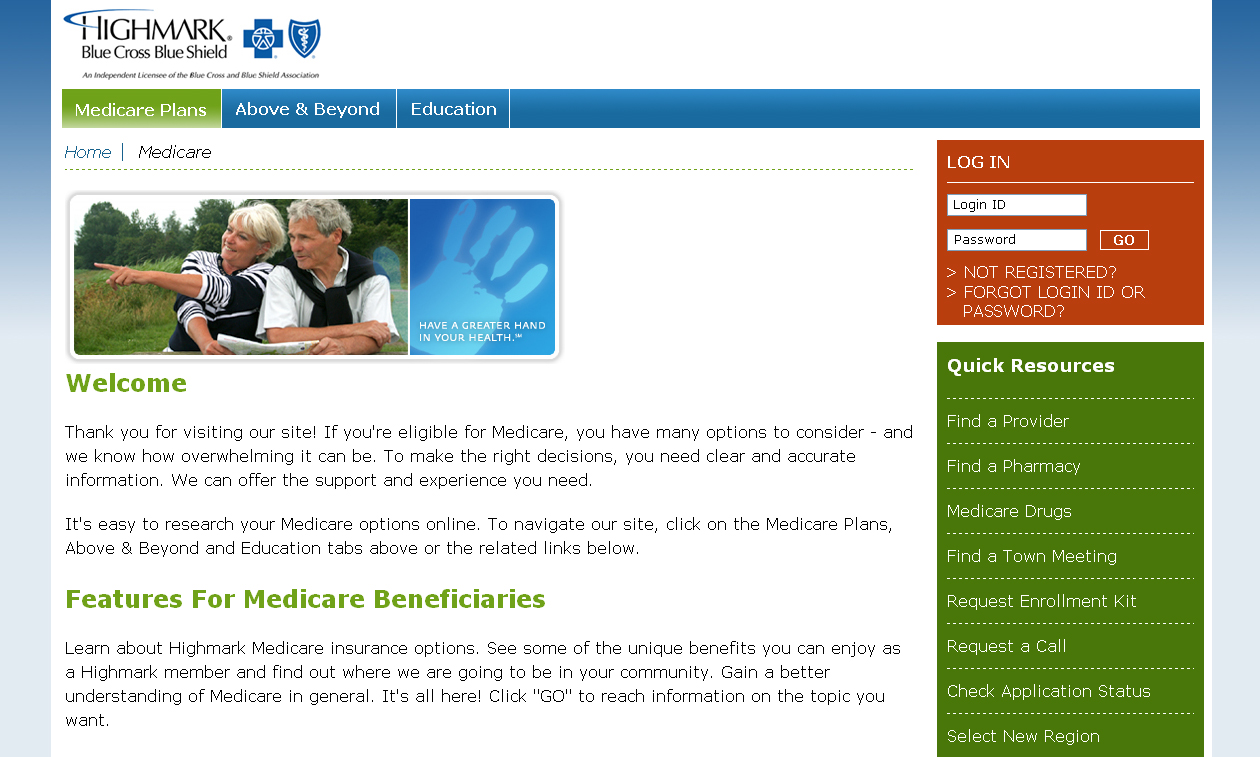 HIGHMARK®
Blue Cross Blue Shield
An Independent Licensee of the Blue Cross and Blue Shield Association
Medicare Plans
Above & Beyond
Education
Home
Medicare
HAVE A GREATER HAND
IN YOUR HEALTH.℠
Welcome
Thank you for visiting our site! If you're eligible for Medicare, you have many options to consider - and
we know how overwhelming it can be. To make the right decisions, you need clear and accurate
information. We can offer the support and experience you need.
It's easy to research your Medicare options online. To navigate our site, click on the Medicare Plans,
Above & Beyond and Education tabs above or the related links below.
Features For Medicare Beneficiaries
Learn about Highmark Medicare insurance options. See some of the unique benefits you can enjoy as
a Highmark member and find out where we are going to be in your community. Gain a better
understanding of Medicare in general. It's all here! Click "GO" to reach information on the topic you
want.
LOG IN
Login ID
Password
GO
> NOT REGISTERED?
> FORGOT LOGIN ID OR
PASSWORD?
Quick Resources
Find a Provider
Find a Pharmacy
Medicare Drugs
Find a Town Meeting
Request Enrollment Kit
Request a Call
Check Application Status
Select New Region